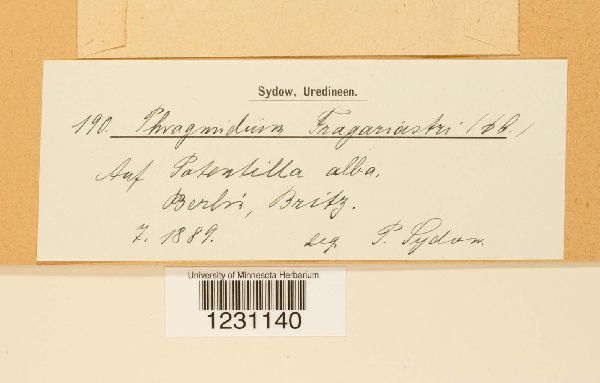 Sydow, Uredineen.
190. Phragmidium Fragariastri
Auf Potentilla alba.
Berlin, Britz.
7. 1889. leg P. Sydow.
University of Minnesota Herbarium
1231140